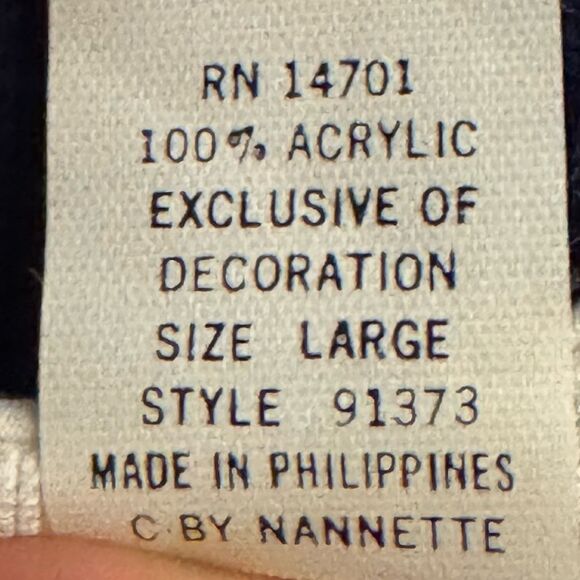 RN 14701
100% ACRYLIC
EXCLUSIVE OF
DECORATION
SIZE LARGE
STYLE 91373
MADE IN PHILIPPINES
C BY NANNETTE